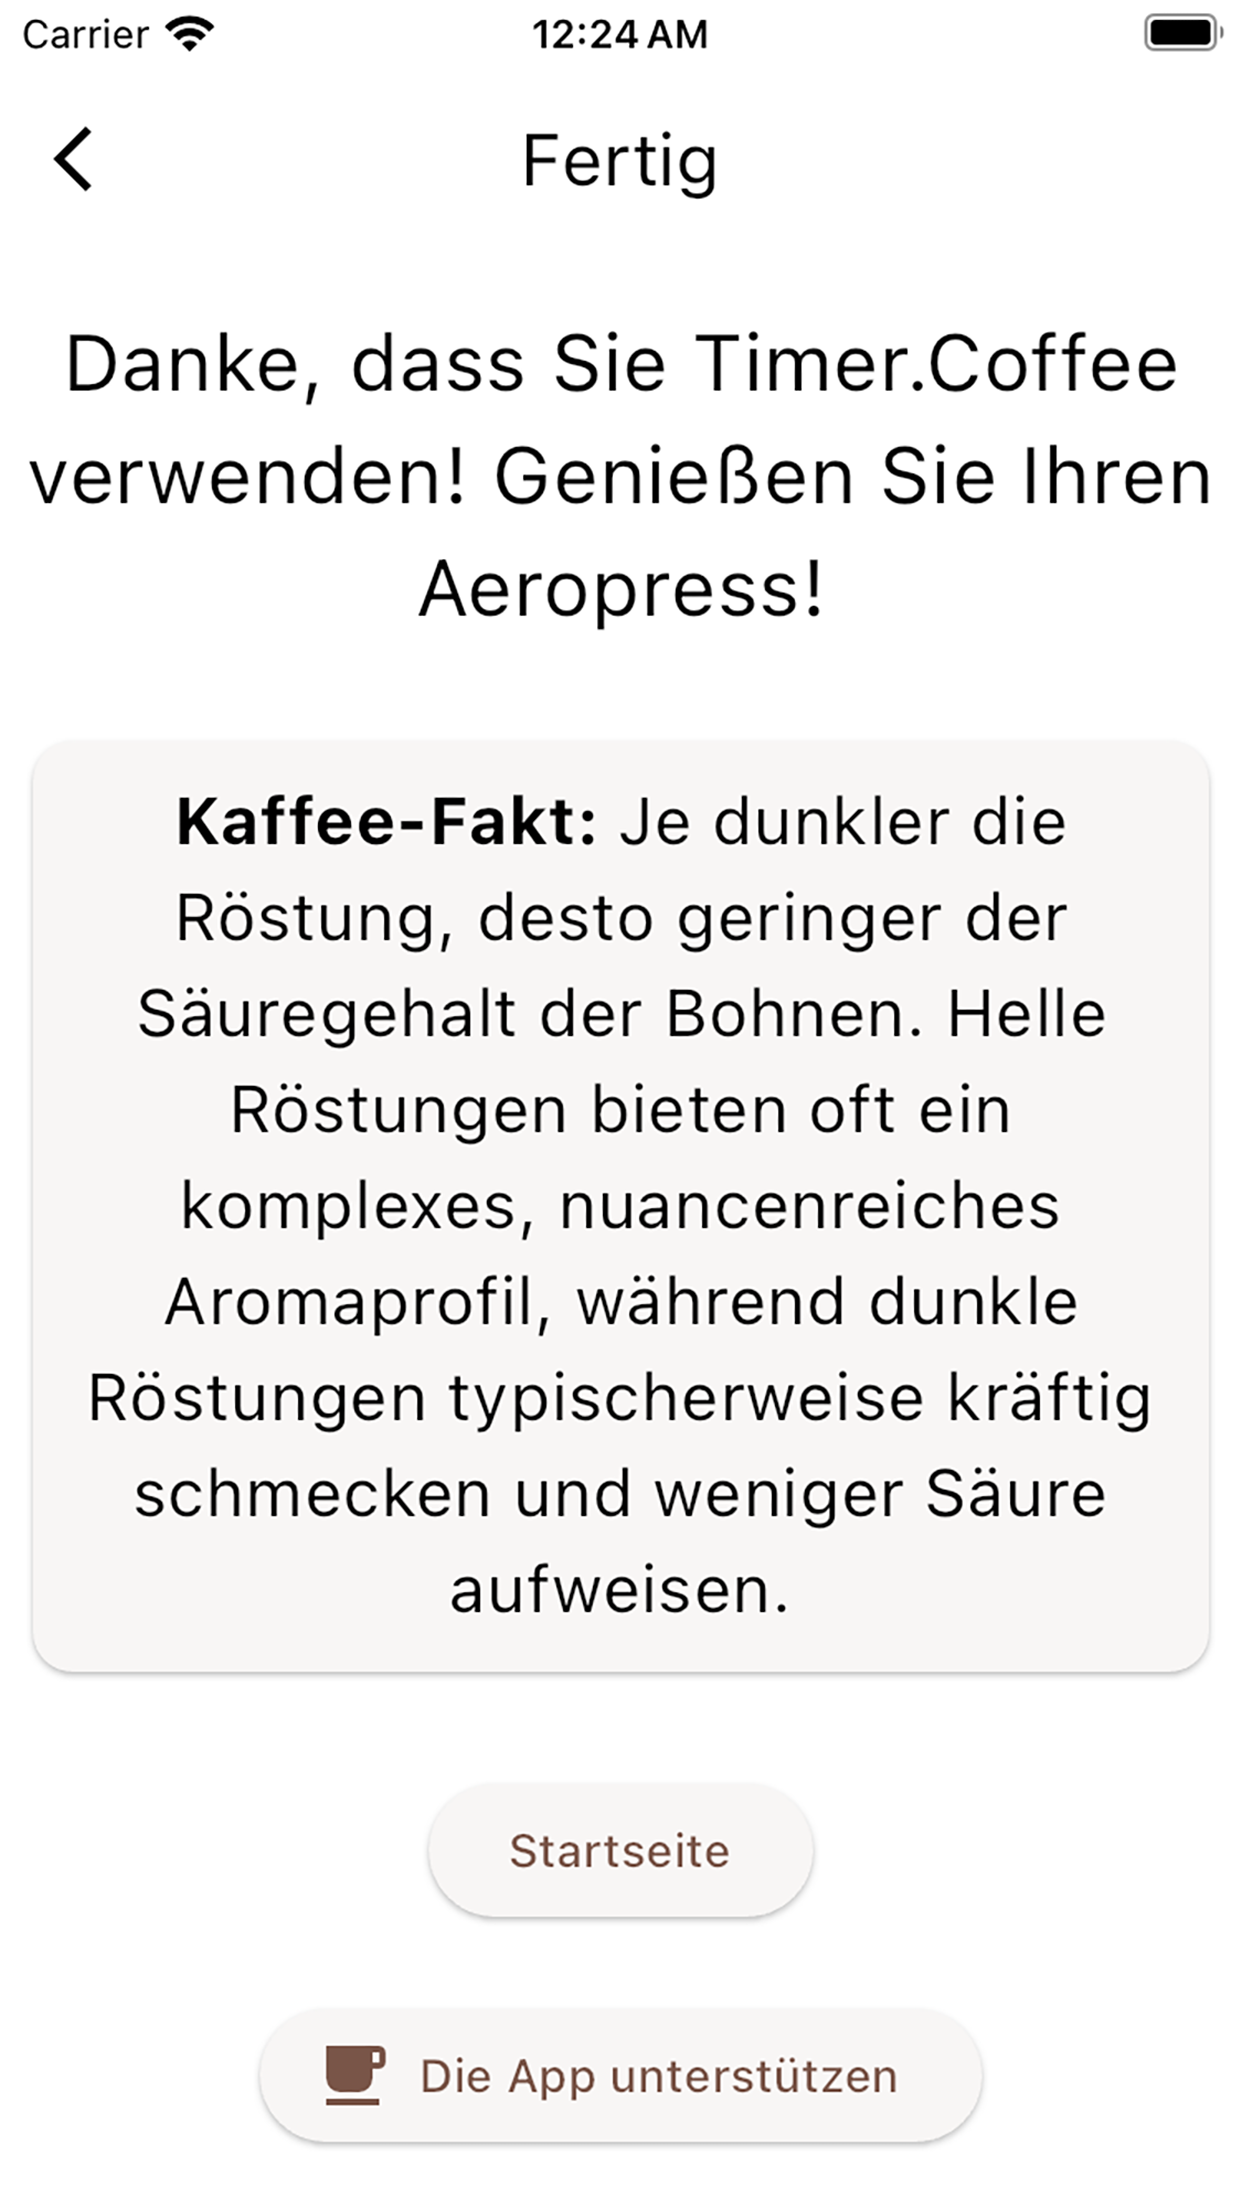 Carrier 12:24 AM
Fertig
Danke, dass Sie Timer.Coffee
verwenden! Genießen Sie Ihren
Aeropress!
Kaffee-Fakt: Je dunkler die
Röstung, desto geringer der
Säuregehalt der Bohnen. Helle
Röstungen bieten oft ein
komplexes, nuancenreiches
Aromaprofil, während dunkle
Röstungen typischerweise kräftig
schmecken und weniger Säure
aufweisen.
Startseite
Die App unterstützen